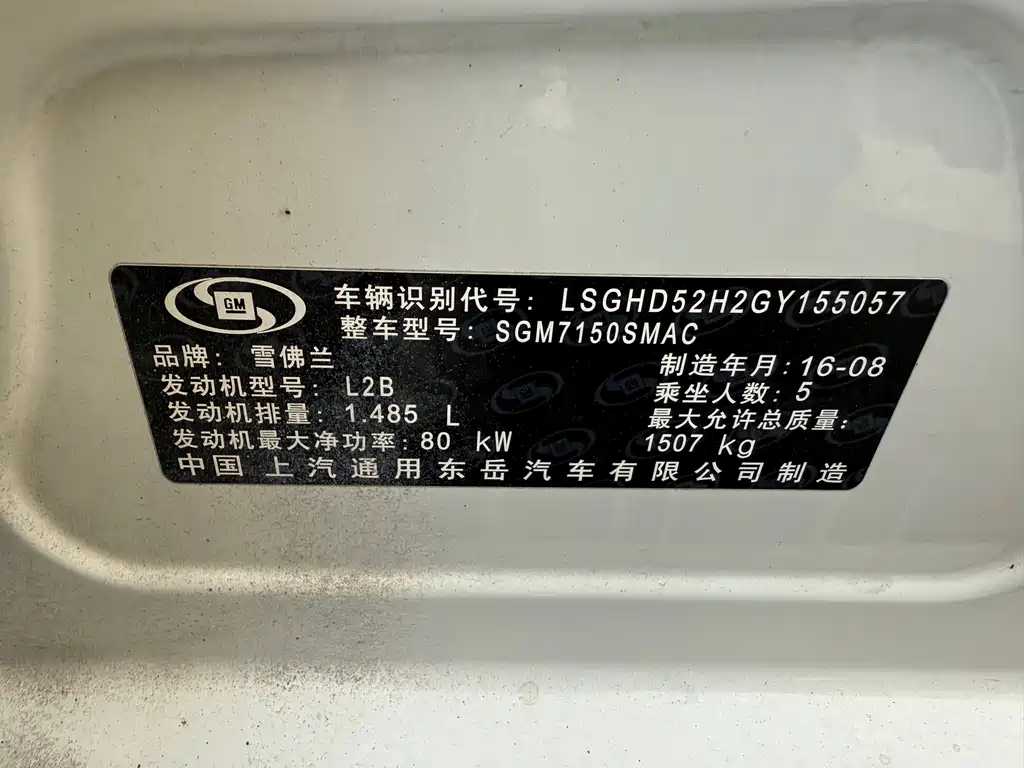 GM
车辆识别代号: LSGHD52H2GY155057
整车型号: SGM7150SMAC
品牌: 雪佛兰
制造年月: 16-08
发动机型号: L2B
乘坐人数: 5
发动机排量: 1.485 L
最大允许总质量:
发动机最大净功率: 80 kW
1507 kg
中国 上汽通用东岳汽车有限公司制造